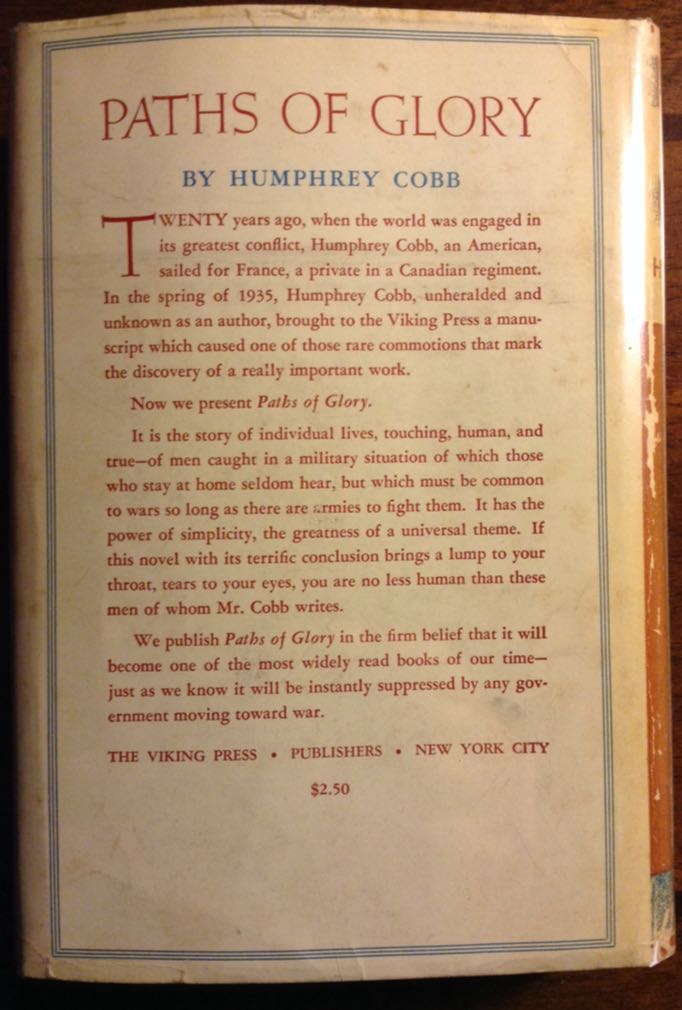 PATHS OF GLORY
BY HUMPHREY COBB
TWENTY years ago, when the world was engaged in
its greatest conflict, Humphrey Cobb, an American,
sailed for France, a private in a Canadian regiment.
In the spring of 1935, Humphrey Cobb, unheralded and
unknown as an author, brought to the Viking Press a manu-
script which caused one of those rare commotions that mark
the discovery of a really important work.
Now we present Paths of Glory.
It is the story of individual lives, touching, human, and
true—of men caught in a military situation of which those
who stay at home seldom hear, but which must be common
to wars so long as there are armies to fight them. It has the
power of simplicity, the greatness of a universal theme. If
this novel with its terrific conclusion brings a lump to your
throat, tears to your eyes, you are no less human than these
men of whom Mr. Cobb writes.
We publish Paths of Glory in the firm belief that it will
become one of the most widely read books of our time—
just as we know it will be instantly suppressed by any gov-
ernment moving toward war.
THE VIKING PRESS • PUBLISHERS • NEW YORK CITY
$2.50